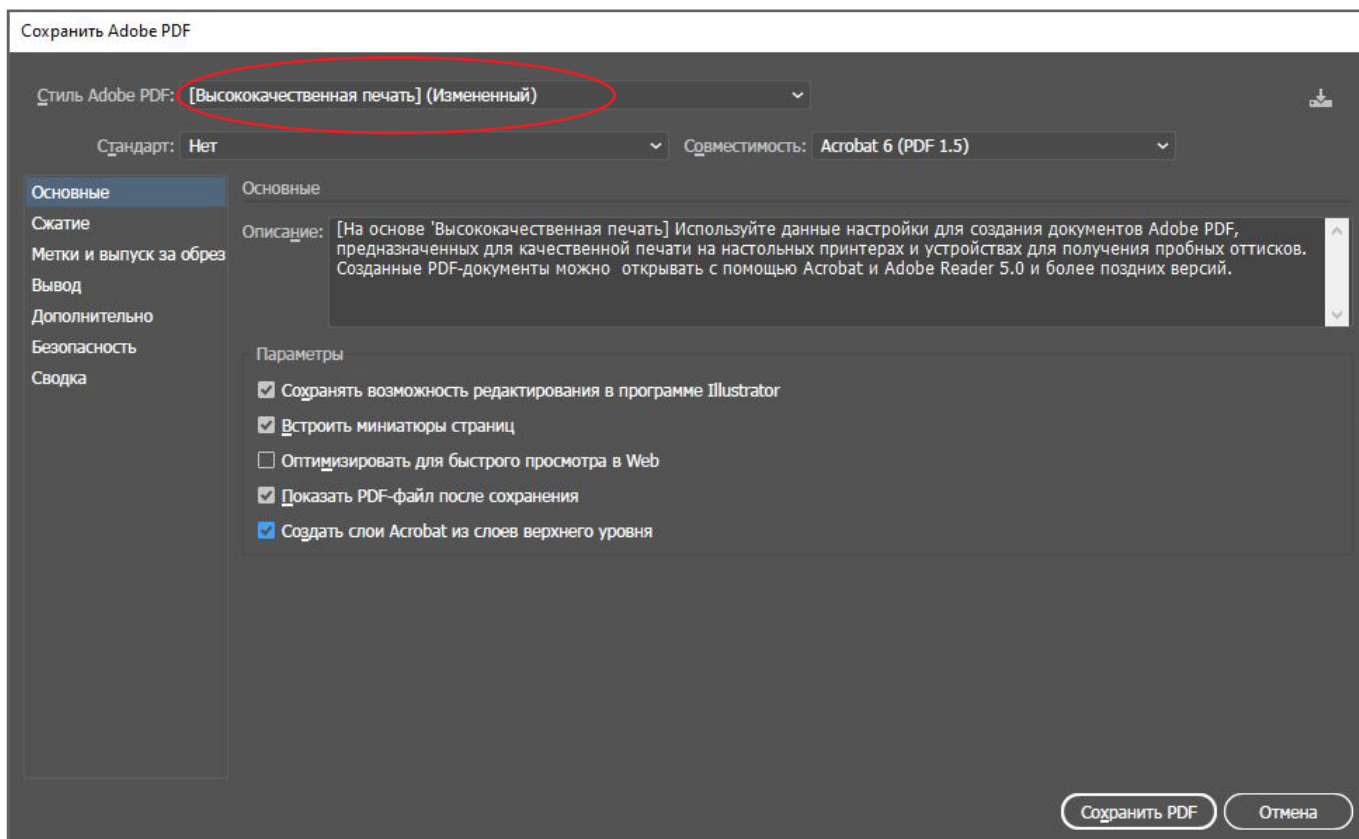 Сохранить Adobe PDF
Стиль Adobe PDF: [Высококачественная печать] (Измененный)
Стандарт: Нет Совместимость: Acrobat 6 (PDF 1.5)
Основные
Сжатие
Метки и выпуск за обрез
Вывод
Дополнительно
Безопасность
Сводка
Основные
Описание: [На основе 'Высококачественная печать] Используйте данные настройки для создания документов Adobe PDF,
предназначенных для качественной печати на настольных принтерах и устройствах для получения пробных оттисков.
Созданные PDF-документы можно открывать с помощью Acrobat и Adobe Reader 5.0 и более поздних версий.
Параметры
Сохранять возможность редактирования в программе Illustrator
Встроить миниатюры страниц
Оптимизировать для быстрого просмотра в Web
Показать PDF-файл после сохранения
Создать слои Acrobat из слоев верхнего уровня
Сохранить PDF Отмена